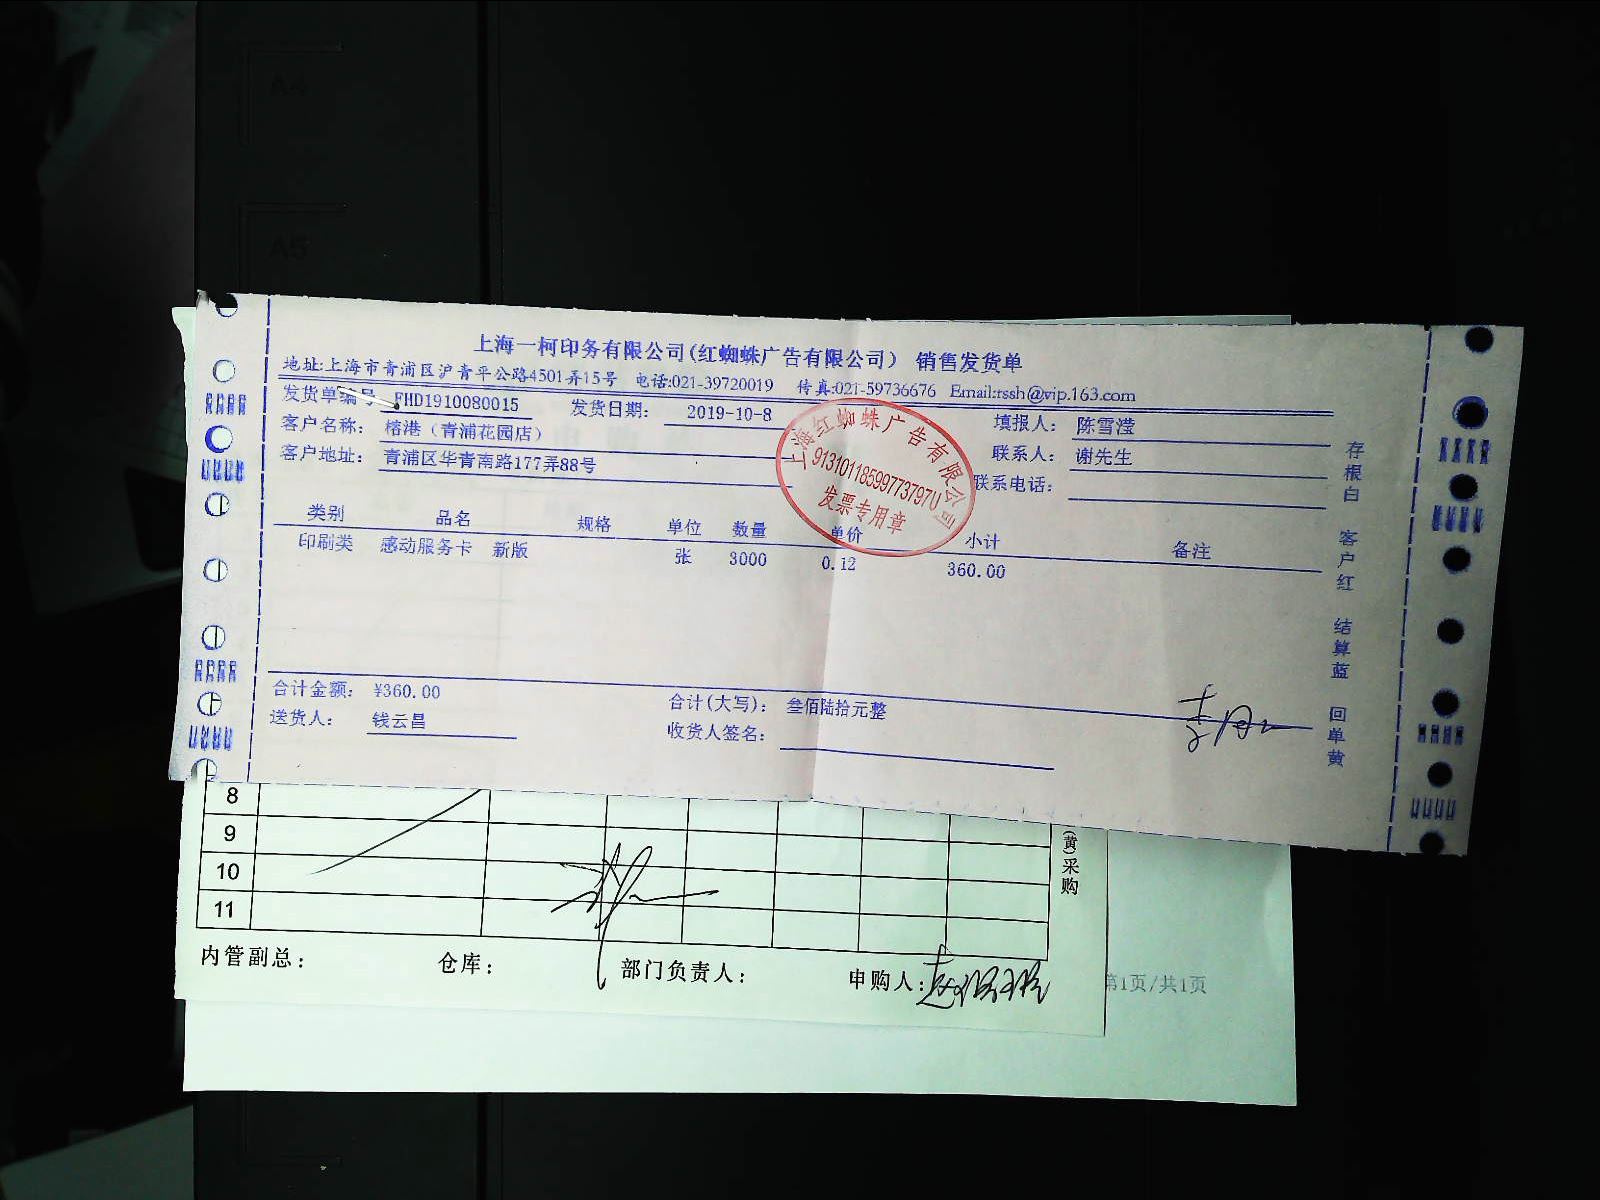 A4
A5
上海一柯印务有限公司(红蜘蛛广告有限公司) 销售发货单
地址:上海市青浦区沪青平公路4501弄15号 电话:021-39720019 传真:021-59736676 Email:rssh@vip.163.com
发货单编号 FHD1910080015 发货日期: 2019-10-8 填报人: 陈雪滢
客户名称: 榕港（青浦花园店） 联系人: 谢先生
客户地址: 青浦区华青南路177弄88号 联系电话:
上海红蜘蛛广告有限公司
91310118599773797U
发票专用章
类别 品名 规格 单位 数量 单价 小计 备注
印刷类 感动服务卡 新版 张 3000 0.12 360.00
合计金额: ¥360.00 合计(大写): 叁佰陆拾元整
送货人: 钱云昌 收货人签名:
存根白 客户红 结算蓝 回单黄
8
9
10
11
(黄)采购
内管副总: 仓库: 部门负责人: 申购人:
第1页/共1页